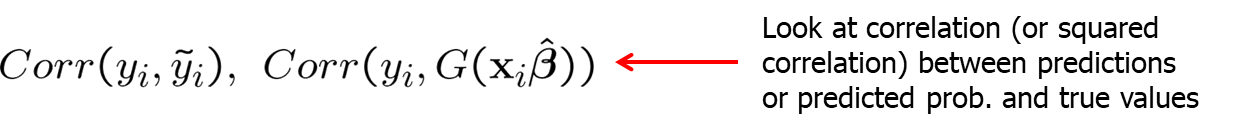 Corr(y_i, ỹ_i), Corr(y_i, G(x_iβ̂))
Look at correlation (or squared
correlation) between predictions
or predicted prob. and true values